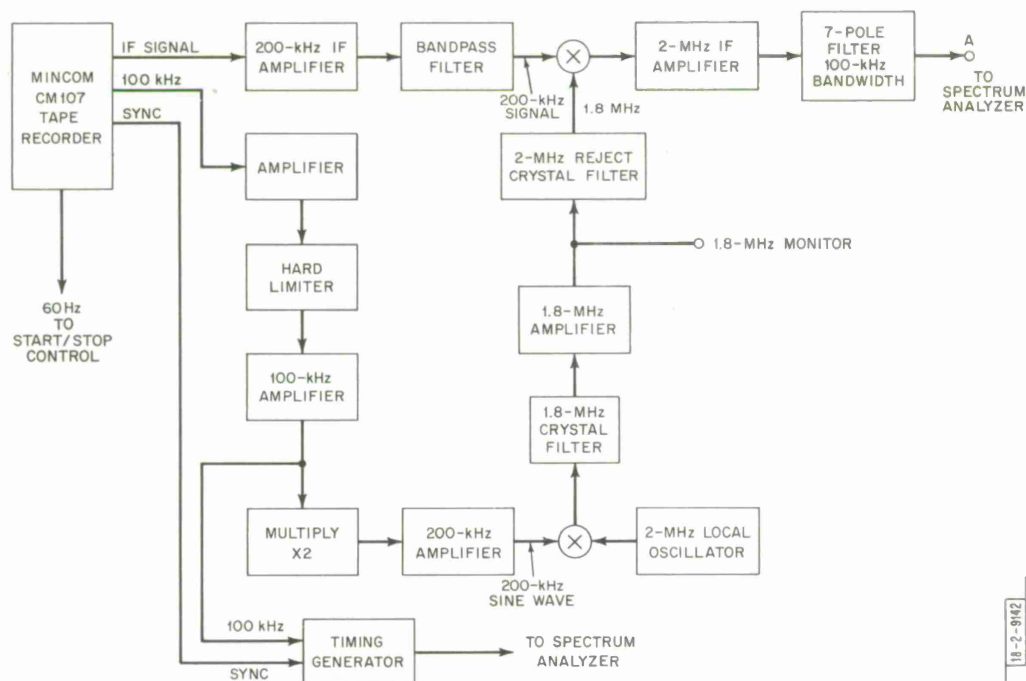 MINCOM
CM107
TAPE
RECORDER
IF SIGNAL
100 kHz
SYNC
200-kHz IF
AMPLIFIER
BANDPASS
FILTER
200-kHz
SIGNAL
1.8 MHz
2-MHz IF
AMPLIFIER
7-POLE
FILTER
100-kHz
BANDWIDTH
A
TO
SPECTRUM
ANALYZER
60Hz
TO
START/STOP
CONTROL
AMPLIFIER
2-MHz REJECT
CRYSTAL FILTER
HARD
LIMITER
1.8-MHz MONITOR
1.8-MHz
AMPLIFIER
100-kHz
AMPLIFIER
1.8-MHz
CRYSTAL
FILTER
MULTIPLY
X2
200-kHz
AMPLIFIER
200-kHz
SINE WAVE
2-MHz LOCAL
OSCILLATOR
100 kHz
SYNC
TIMING
GENERATOR
TO SPECTRUM
ANALYZER
18-2-9142